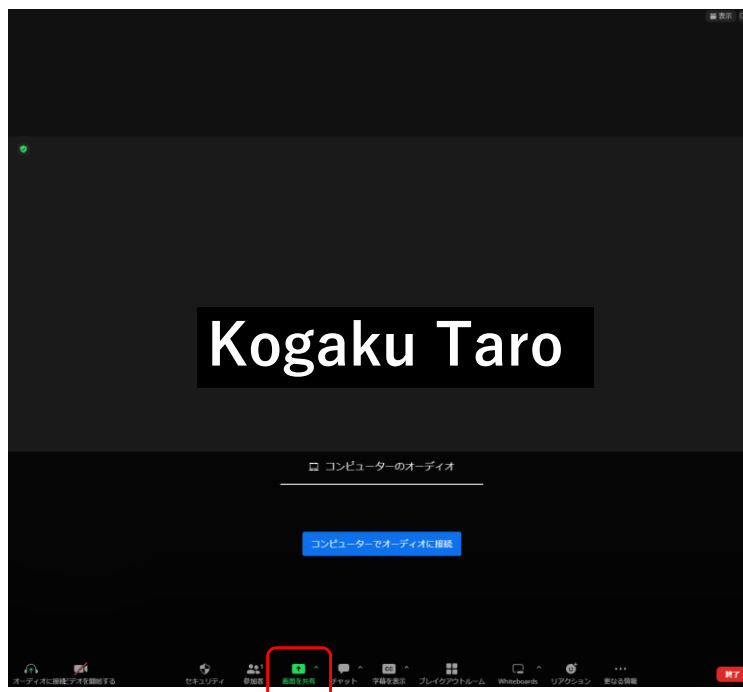 表示
Kogaku Taro
コンピューターのオーディオ
コンピューターでオーディオに接続
オーディオに接続 ビデオを開始する セキュリティ 参加者 1 画面を共有 チャット CC 字幕を表示 ブレイクアウトルーム Whiteboards リアクション 更なる情報 終了